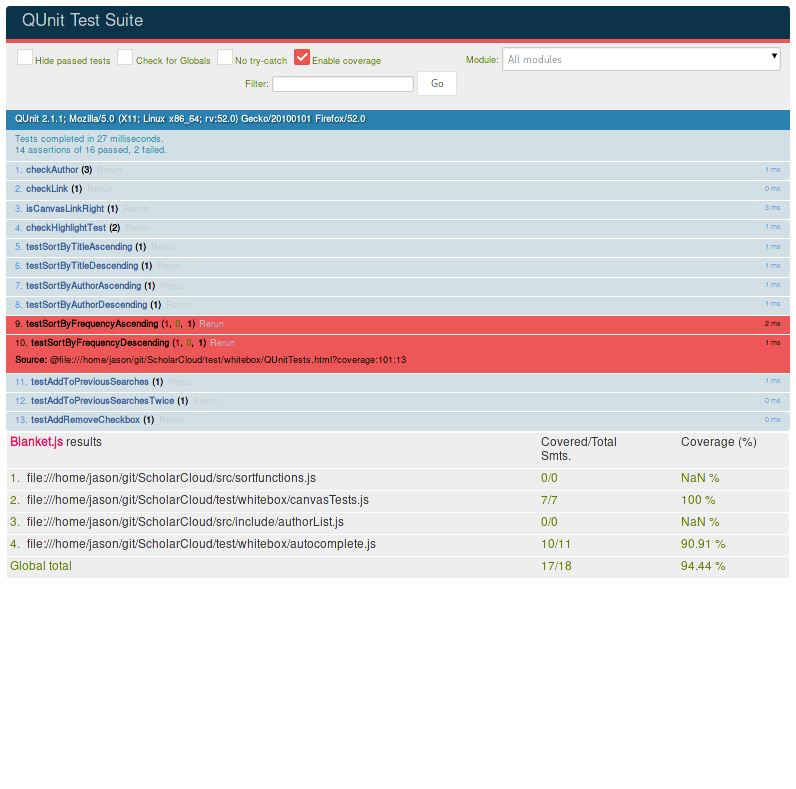 QUnit Test Suite
Hide passed tests Check for Globals No try-catch Enable coverage Module: All modules
Filter: Go
QUnit 2.1.1; Mozilla/5.0 (X11; Linux x86_64; rv:52.0) Gecko/20100101 Firefox/52.0
Tests completed in 27 milliseconds.
14 assertions of 16 passed, 2 failed.
1. checkAuthor (3) Rerun 1 ms
2. checkLink (1) Rerun 0 ms
3. isCanvasLinkRight (1) Rerun 3 ms
4. checkHighlightTest (2) Rerun 1 ms
5. testSortByTitleAscending (1) Rerun 1 ms
6. testSortByTitleDescending (1) Rerun 1 ms
7. testSortByAuthorAscending (1) Rerun 1 ms
8. testSortByAuthorDescending (1) Rerun 1 ms
9. testSortByFrequencyAscending (1, 0, 1) Rerun 2 ms
10. testSortByFrequencyDescending (1, 0, 1) Rerun 1 ms
Source: @file:///home/jason/git/ScholarCloud/test/whitebox/QUnitTests.html?coverage:101:13
11. testAddToPreviousSearches (1) Rerun 1 ms
12. testAddToPreviousSearchesTwice (1) Rerun 0 ms
13. testAddRemoveCheckbox (1) Rerun 0 ms
Blanket.js results Covered/Total Smts. Coverage (%)
1. file:///home/jason/git/ScholarCloud/src/sortfunctions.js 0/0 NaN %
2. file:///home/jason/git/ScholarCloud/test/whitebox/canvasTests.js 7/7 100 %
3. file:///home/jason/git/ScholarCloud/src/include/authorList.js 0/0 NaN %
4. file:///home/jason/git/ScholarCloud/test/whitebox/autocomplete.js 10/11 90.91 %
Global total 17/18 94.44 %